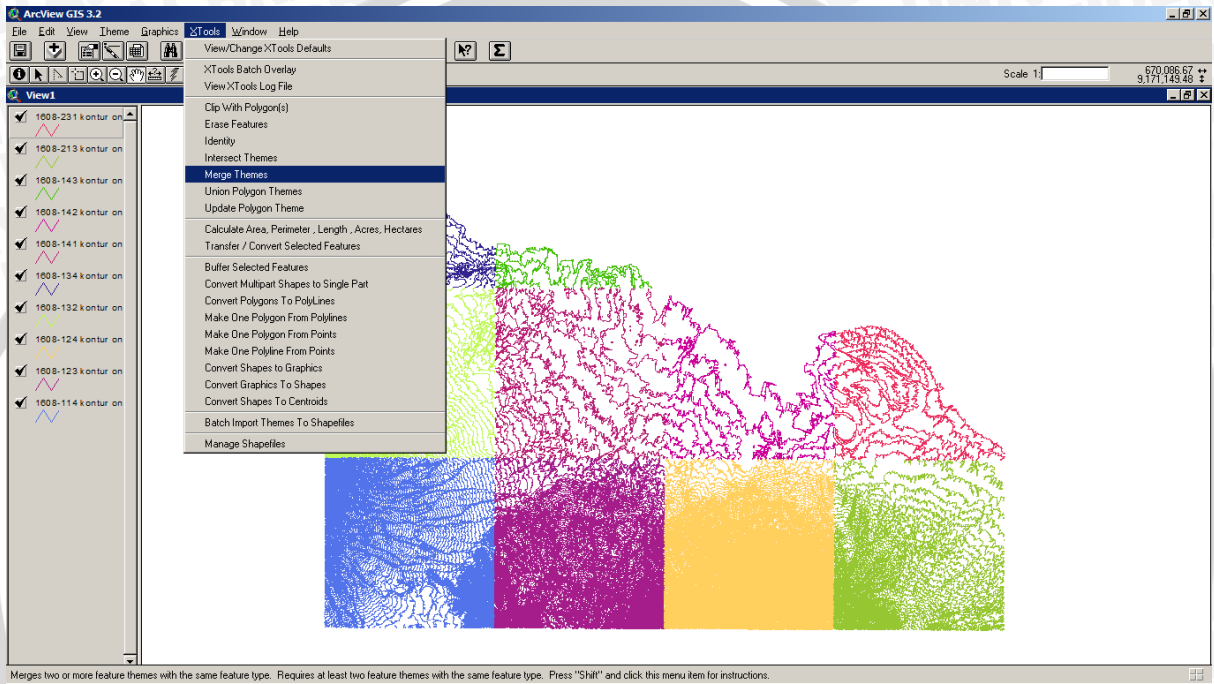 ArcView GIS 3.2
File Edit View Theme Graphics XTools Window Help
Scale 1:
670,086.67
9,171,149.48
View1
1608-231 kontur on
1608-213 kontur on
1608-143 kontur on
1608-142 kontur on
1608-141 kontur on
1608-134 kontur on
1608-132 kontur on
1608-124 kontur on
1608-123 kontur on
1608-114 kontur on
View/Change XTools Defaults
XTools Batch Overlay
View XTools Log File
Clip With Polygon(s)
Erase Features
Identity
Intersect Themes
Merge Themes
Union Polygon Themes
Update Polygon Theme
Calculate Area, Perimeter , Length , Acres, Hectares
Transfer / Convert Selected Features
Buffer Selected Features
Convert Multipart Shapes to Single Part
Convert Polygons To PolyLines
Make One Polygon From Polylines
Make One Polygon From Points
Make One Polyline From Points
Convert Shapes to Graphics
Convert Graphics To Shapes
Convert Shapes To Centroids
Batch Import Themes To Shapefiles
Manage Shapefiles
Merges two or more feature themes with the same feature type.  Requires at least two feature themes with the same feature type.  Press "Shift" and click this menu item for instructions.